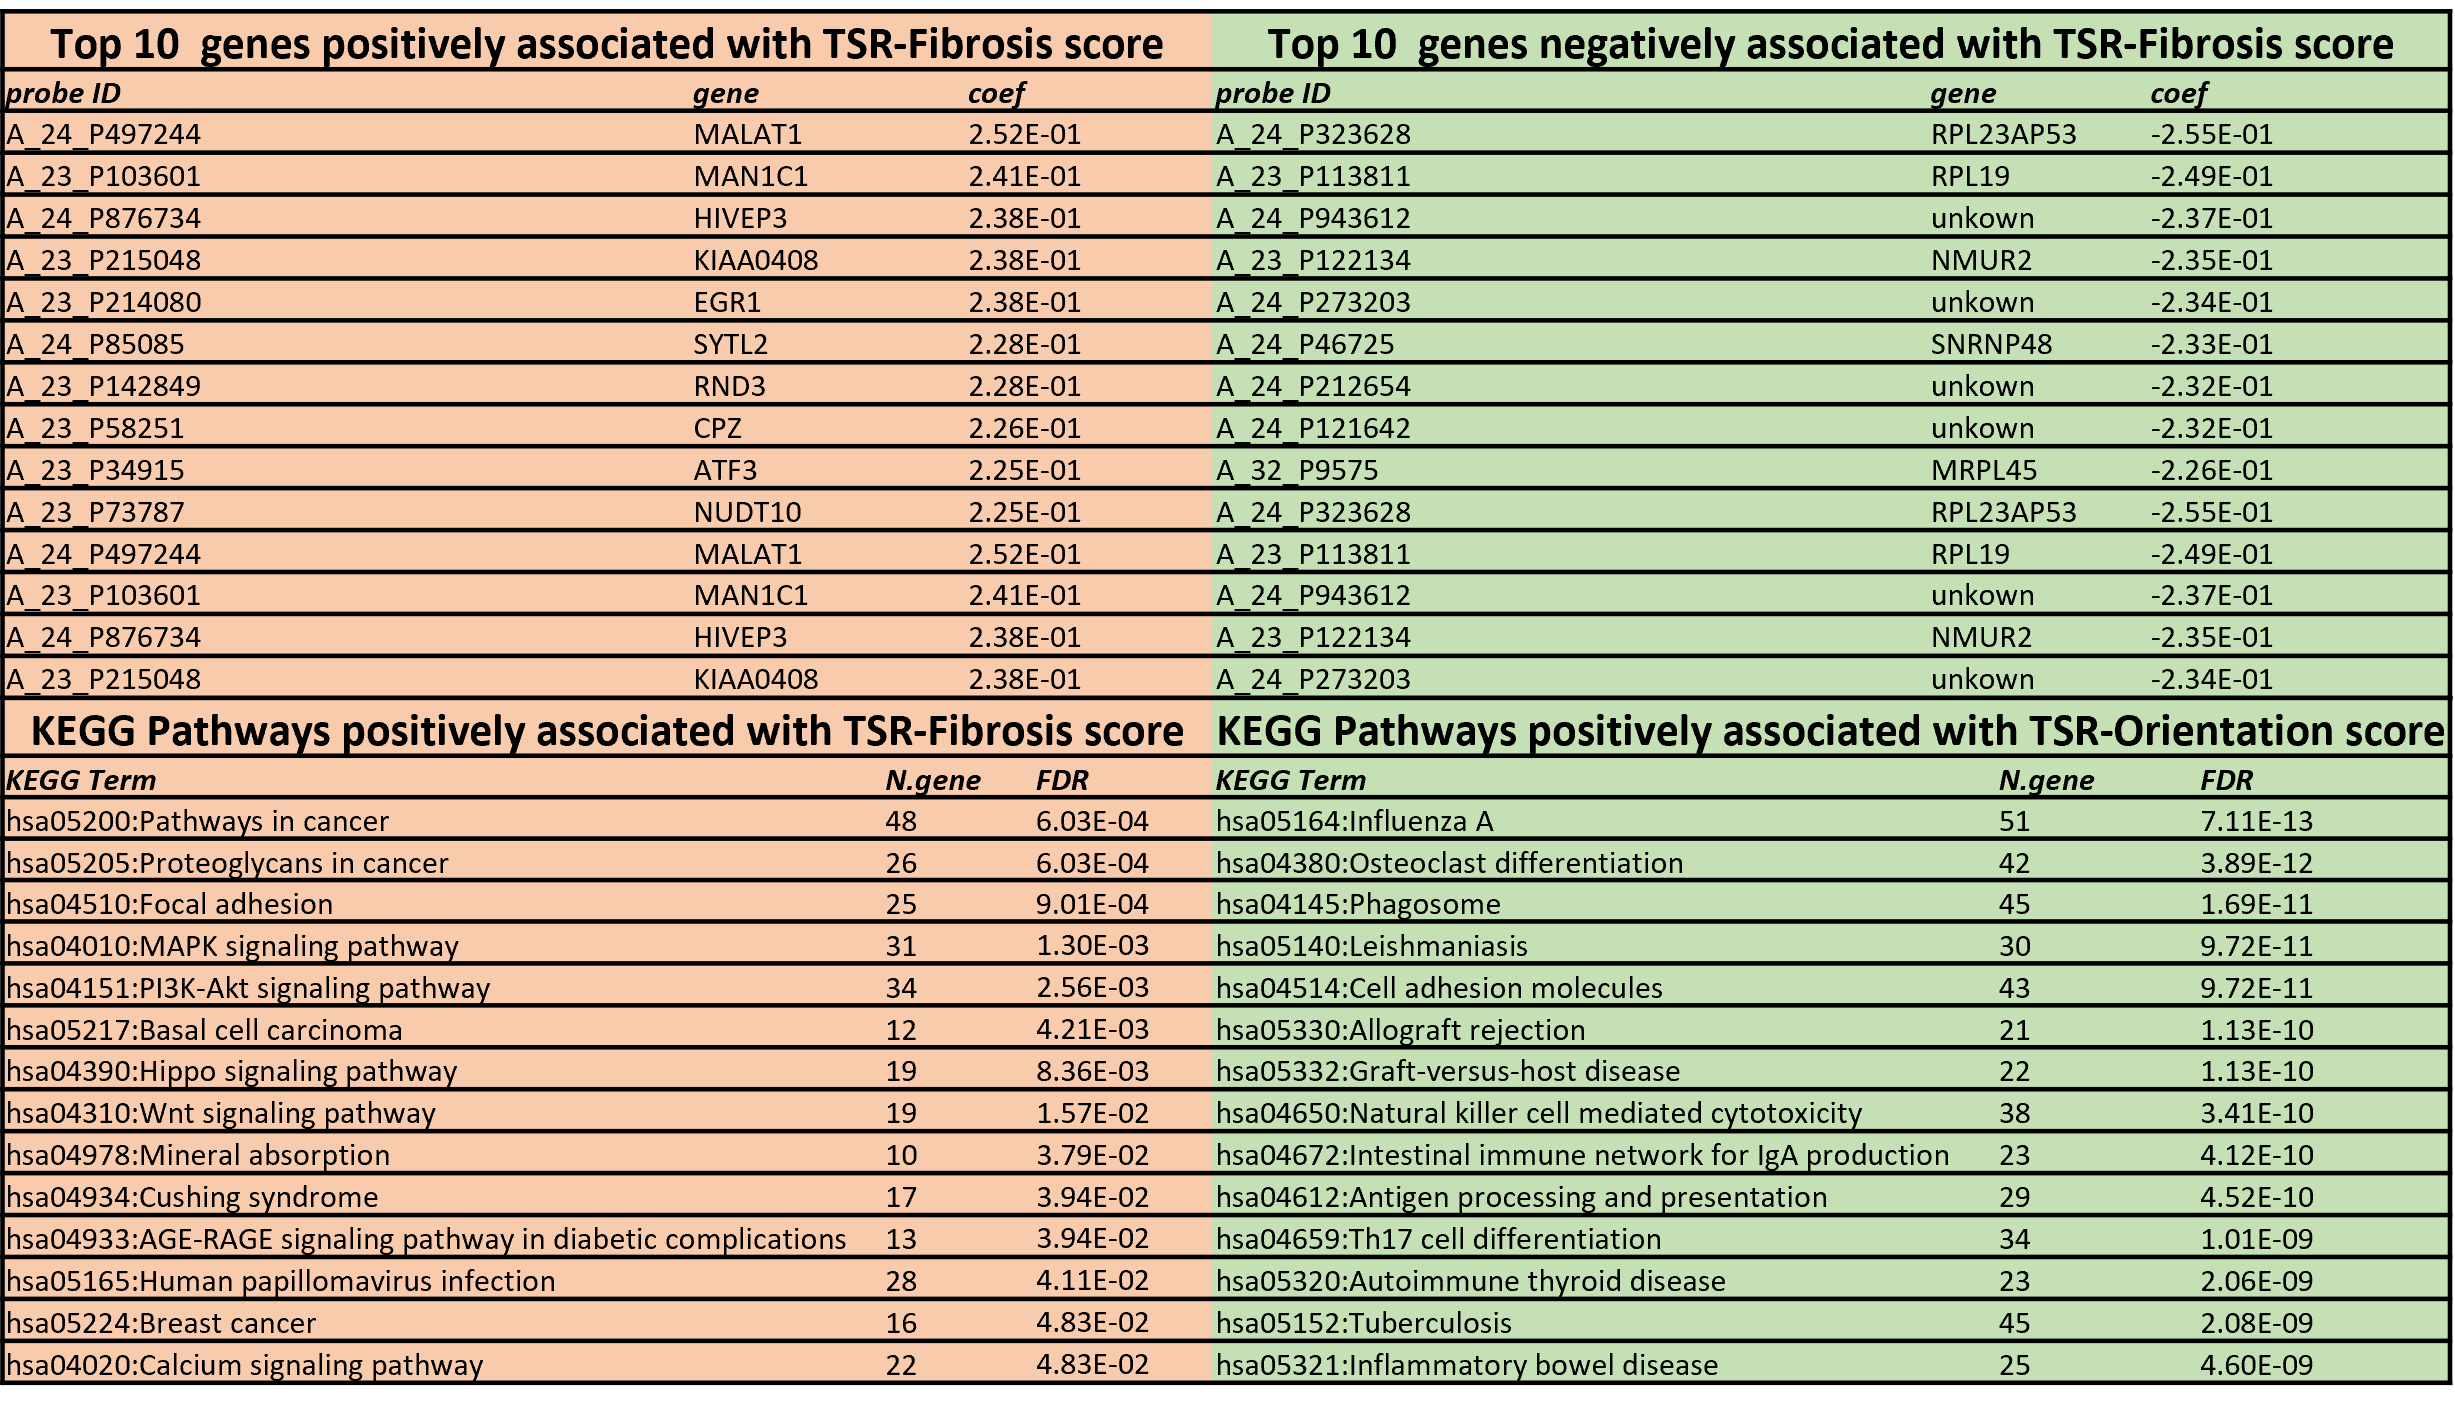 Top 10  genes positively associated with TSR-Fibrosis score Top 10  genes negatively associated with TSR-Fibrosis score
probe ID gene coef probe ID gene coef
A_24_P497244 MALAT1 2.52E-01 A_24_P323628 RPL23AP53 -2.55E-01
A_23_P103601 MAN1C1 2.41E-01 A_23_P113811 RPL19 -2.49E-01
A_24_P876734 HIVEP3 2.38E-01 A_24_P943612 unkown -2.37E-01
A_23_P215048 KIAA0408 2.38E-01 A_23_P122134 NMUR2 -2.35E-01
A_23_P214080 EGR1 2.38E-01 A_24_P273203 unkown -2.34E-01
A_24_P85085 SYTL2 2.28E-01 A_24_P46725 SNRNP48 -2.33E-01
A_23_P142849 RND3 2.28E-01 A_24_P212654 unkown -2.32E-01
A_23_P58251 CPZ 2.26E-01 A_24_P121642 unkown -2.32E-01
A_23_P34915 ATF3 2.25E-01 A_32_P9575 MRPL45 -2.26E-01
A_23_P73787 NUDT10 2.25E-01 A_24_P323628 RPL23AP53 -2.55E-01
A_24_P497244 MALAT1 2.52E-01 A_23_P113811 RPL19 -2.49E-01
A_23_P103601 MAN1C1 2.41E-01 A_24_P943612 unkown -2.37E-01
A_24_P876734 HIVEP3 2.38E-01 A_23_P122134 NMUR2 -2.35E-01
A_23_P215048 KIAA0408 2.38E-01 A_24_P273203 unkown -2.34E-01
KEGG Pathways positively associated with TSR-Fibrosis score KEGG Pathways positively associated with TSR-Orientation score
KEGG Term N.gene FDR KEGG Term N.gene FDR
hsa05200:Pathways in cancer 48 6.03E-04 hsa05164:Influenza A 51 7.11E-13
hsa05205:Proteoglycans in cancer 26 6.03E-04 hsa04380:Osteoclast differentiation 42 3.89E-12
hsa04510:Focal adhesion 25 9.01E-04 hsa04145:Phagosome 45 1.69E-11
hsa04010:MAPK signaling pathway 31 1.30E-03 hsa05140:Leishmaniasis 30 9.72E-11
hsa04151:PI3K-Akt signaling pathway 34 2.56E-03 hsa04514:Cell adhesion molecules 43 9.72E-11
hsa05217:Basal cell carcinoma 12 4.21E-03 hsa05330:Allograft rejection 21 1.13E-10
hsa04390:Hippo signaling pathway 19 8.36E-03 hsa05332:Graft-versus-host disease 22 1.13E-10
hsa04310:Wnt signaling pathway 19 1.57E-02 hsa04650:Natural killer cell mediated cytotoxicity 38 3.41E-10
hsa04978:Mineral absorption 10 3.79E-02 hsa04672:Intestinal immune network for IgA production 23 4.12E-10
hsa04934:Cushing syndrome 17 3.94E-02 hsa04612:Antigen processing and presentation 29 4.52E-10
hsa04933:AGE-RAGE signaling pathway in diabetic complications 13 3.94E-02 hsa04659:Th17 cell differentiation 34 1.01E-09
hsa05165:Human papillomavirus infection 28 4.11E-02 hsa05320:Autoimmune thyroid disease 23 2.06E-09
hsa05224:Breast cancer 16 4.83E-02 hsa05152:Tuberculosis 45 2.08E-09
hsa04020:Calcium signaling pathway 22 4.83E-02 hsa05321:Inflammatory bowel disease 25 4.60E-09